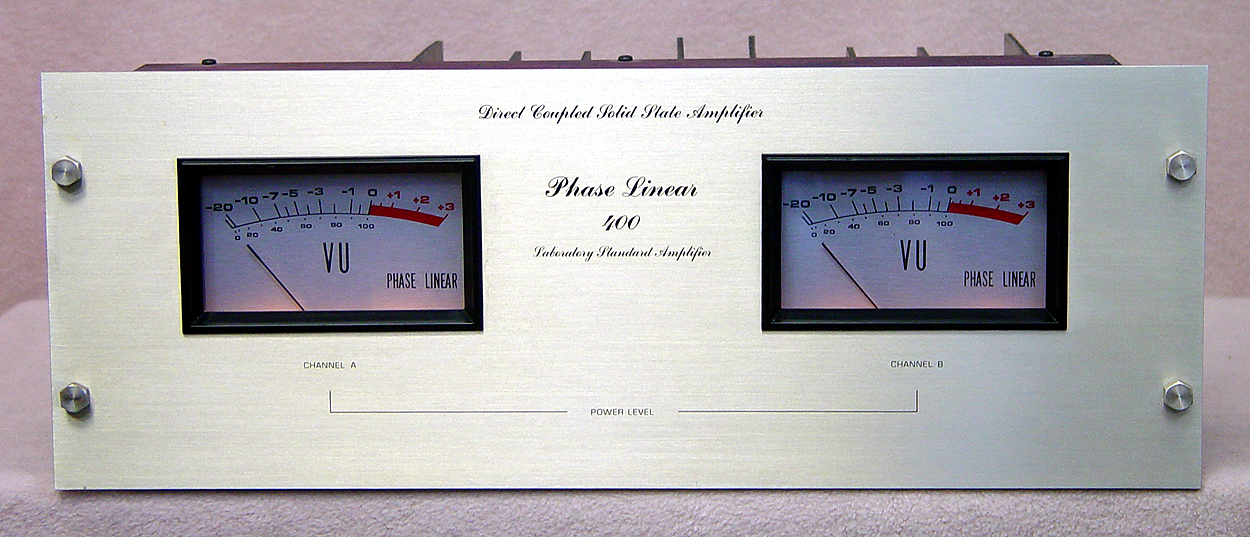 Direct Coupled Solid State Amplifier
Phase Linear
400
Laboratory Standard Amplifier
-20 -10 -7 -5 -3 -1 0 +1 +2 +3
0 20 40 60 80 100
VU
PHASE LINEAR
-20 -10 -7 -5 -3 -1 0 +1 +2 +3
0 20 40 60 80 100
VU
PHASE LINEAR
CHANNEL A
CHANNEL B
POWER LEVEL